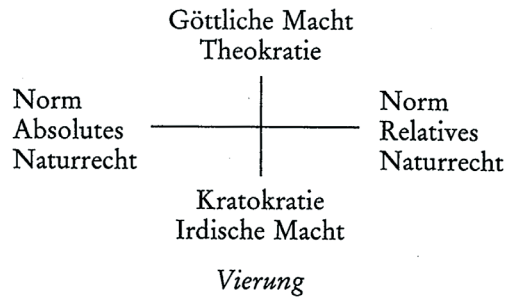 Göttliche Macht
Theokratie
Norm
Absolutes
Naturrecht
Norm
Relatives
Naturrecht
Kratokratie
Irdische Macht
Vierung